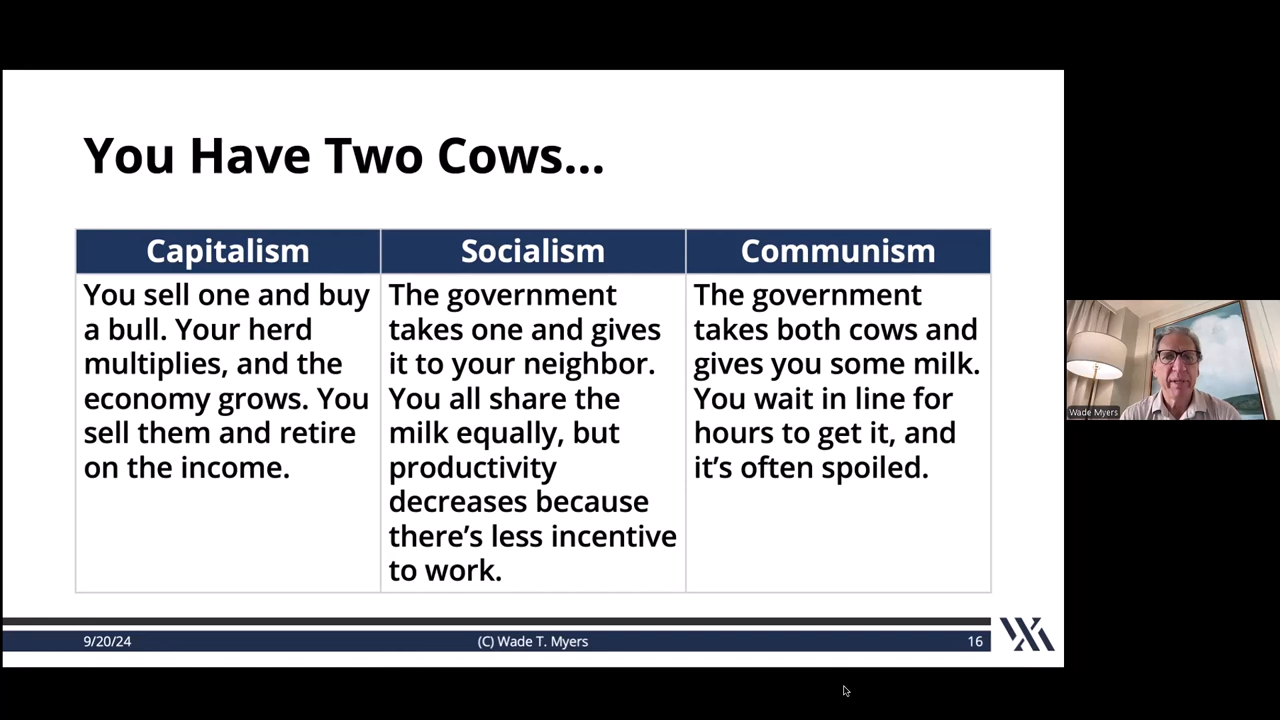 You Have Two Cows...
Capitalism
You sell one and buy
a bull. Your herd
multiplies, and the
economy grows. You
sell them and retire
on the income.
Socialism
The government
takes one and gives
it to your neighbor.
You all share the
milk equally, but
productivity
decreases because
there’s less incentive
to work.
Communism
The government
takes both cows and
gives you some milk.
You wait in line for
hours to get it, and
it’s often spoiled.
9/20/24
(C) Wade T. Myers
16
Wade Myers